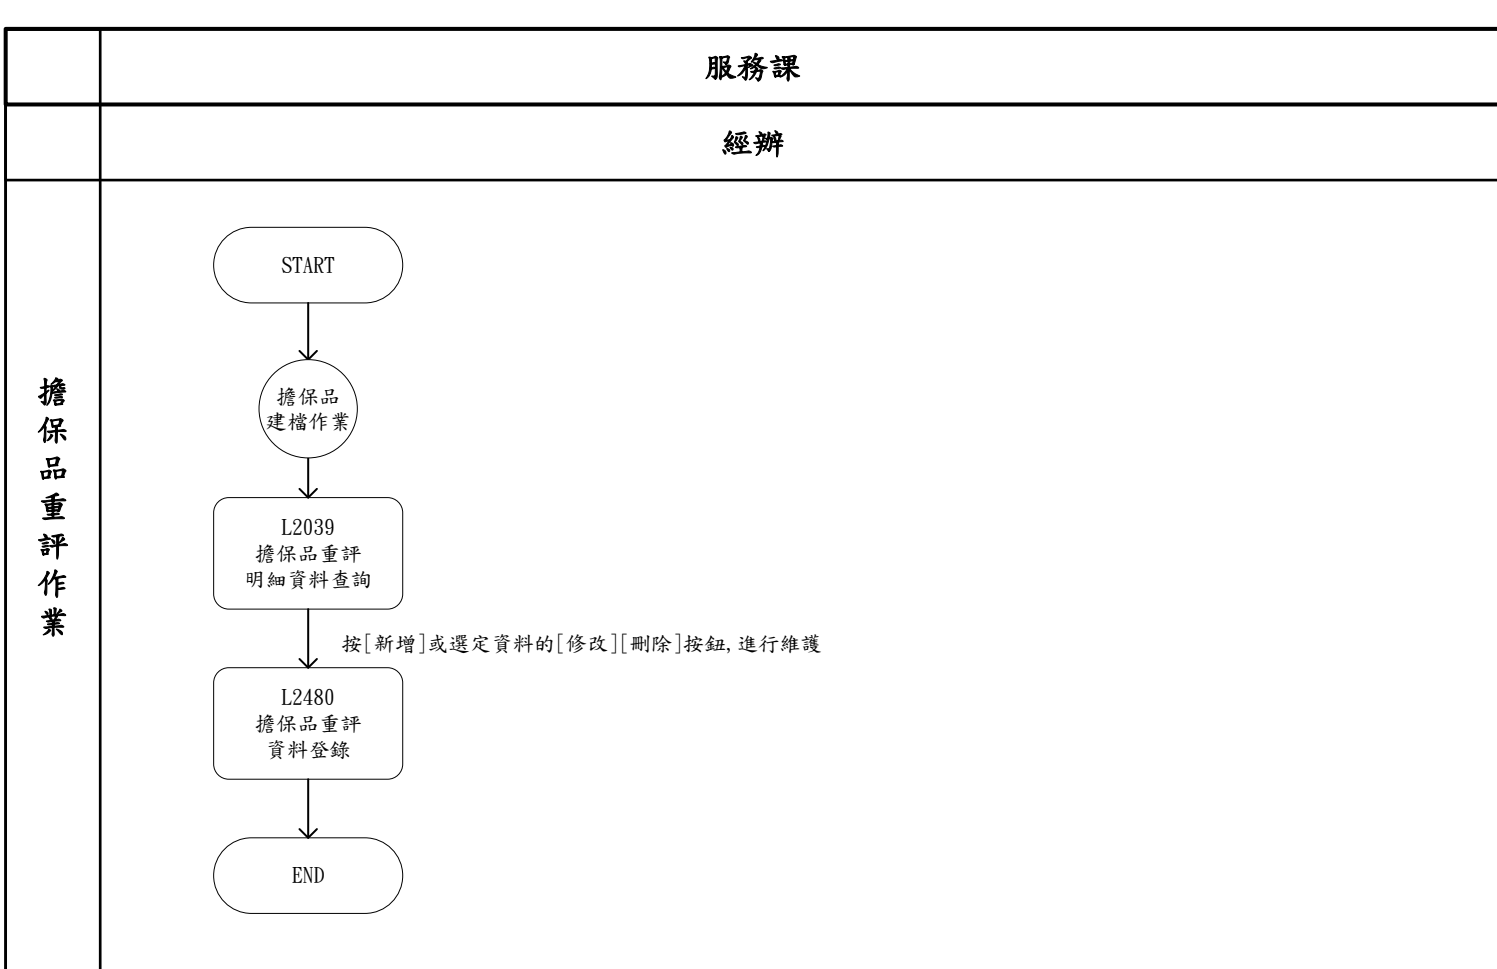 服務課
經辦
擔保品重評作業
START
擔保品
建檔作業
L2039
擔保品重評
明細資料查詢
按[新增]或選定資料的[修改][刪除]按鈕,進行維護
L2480
擔保品重評
資料登錄
END